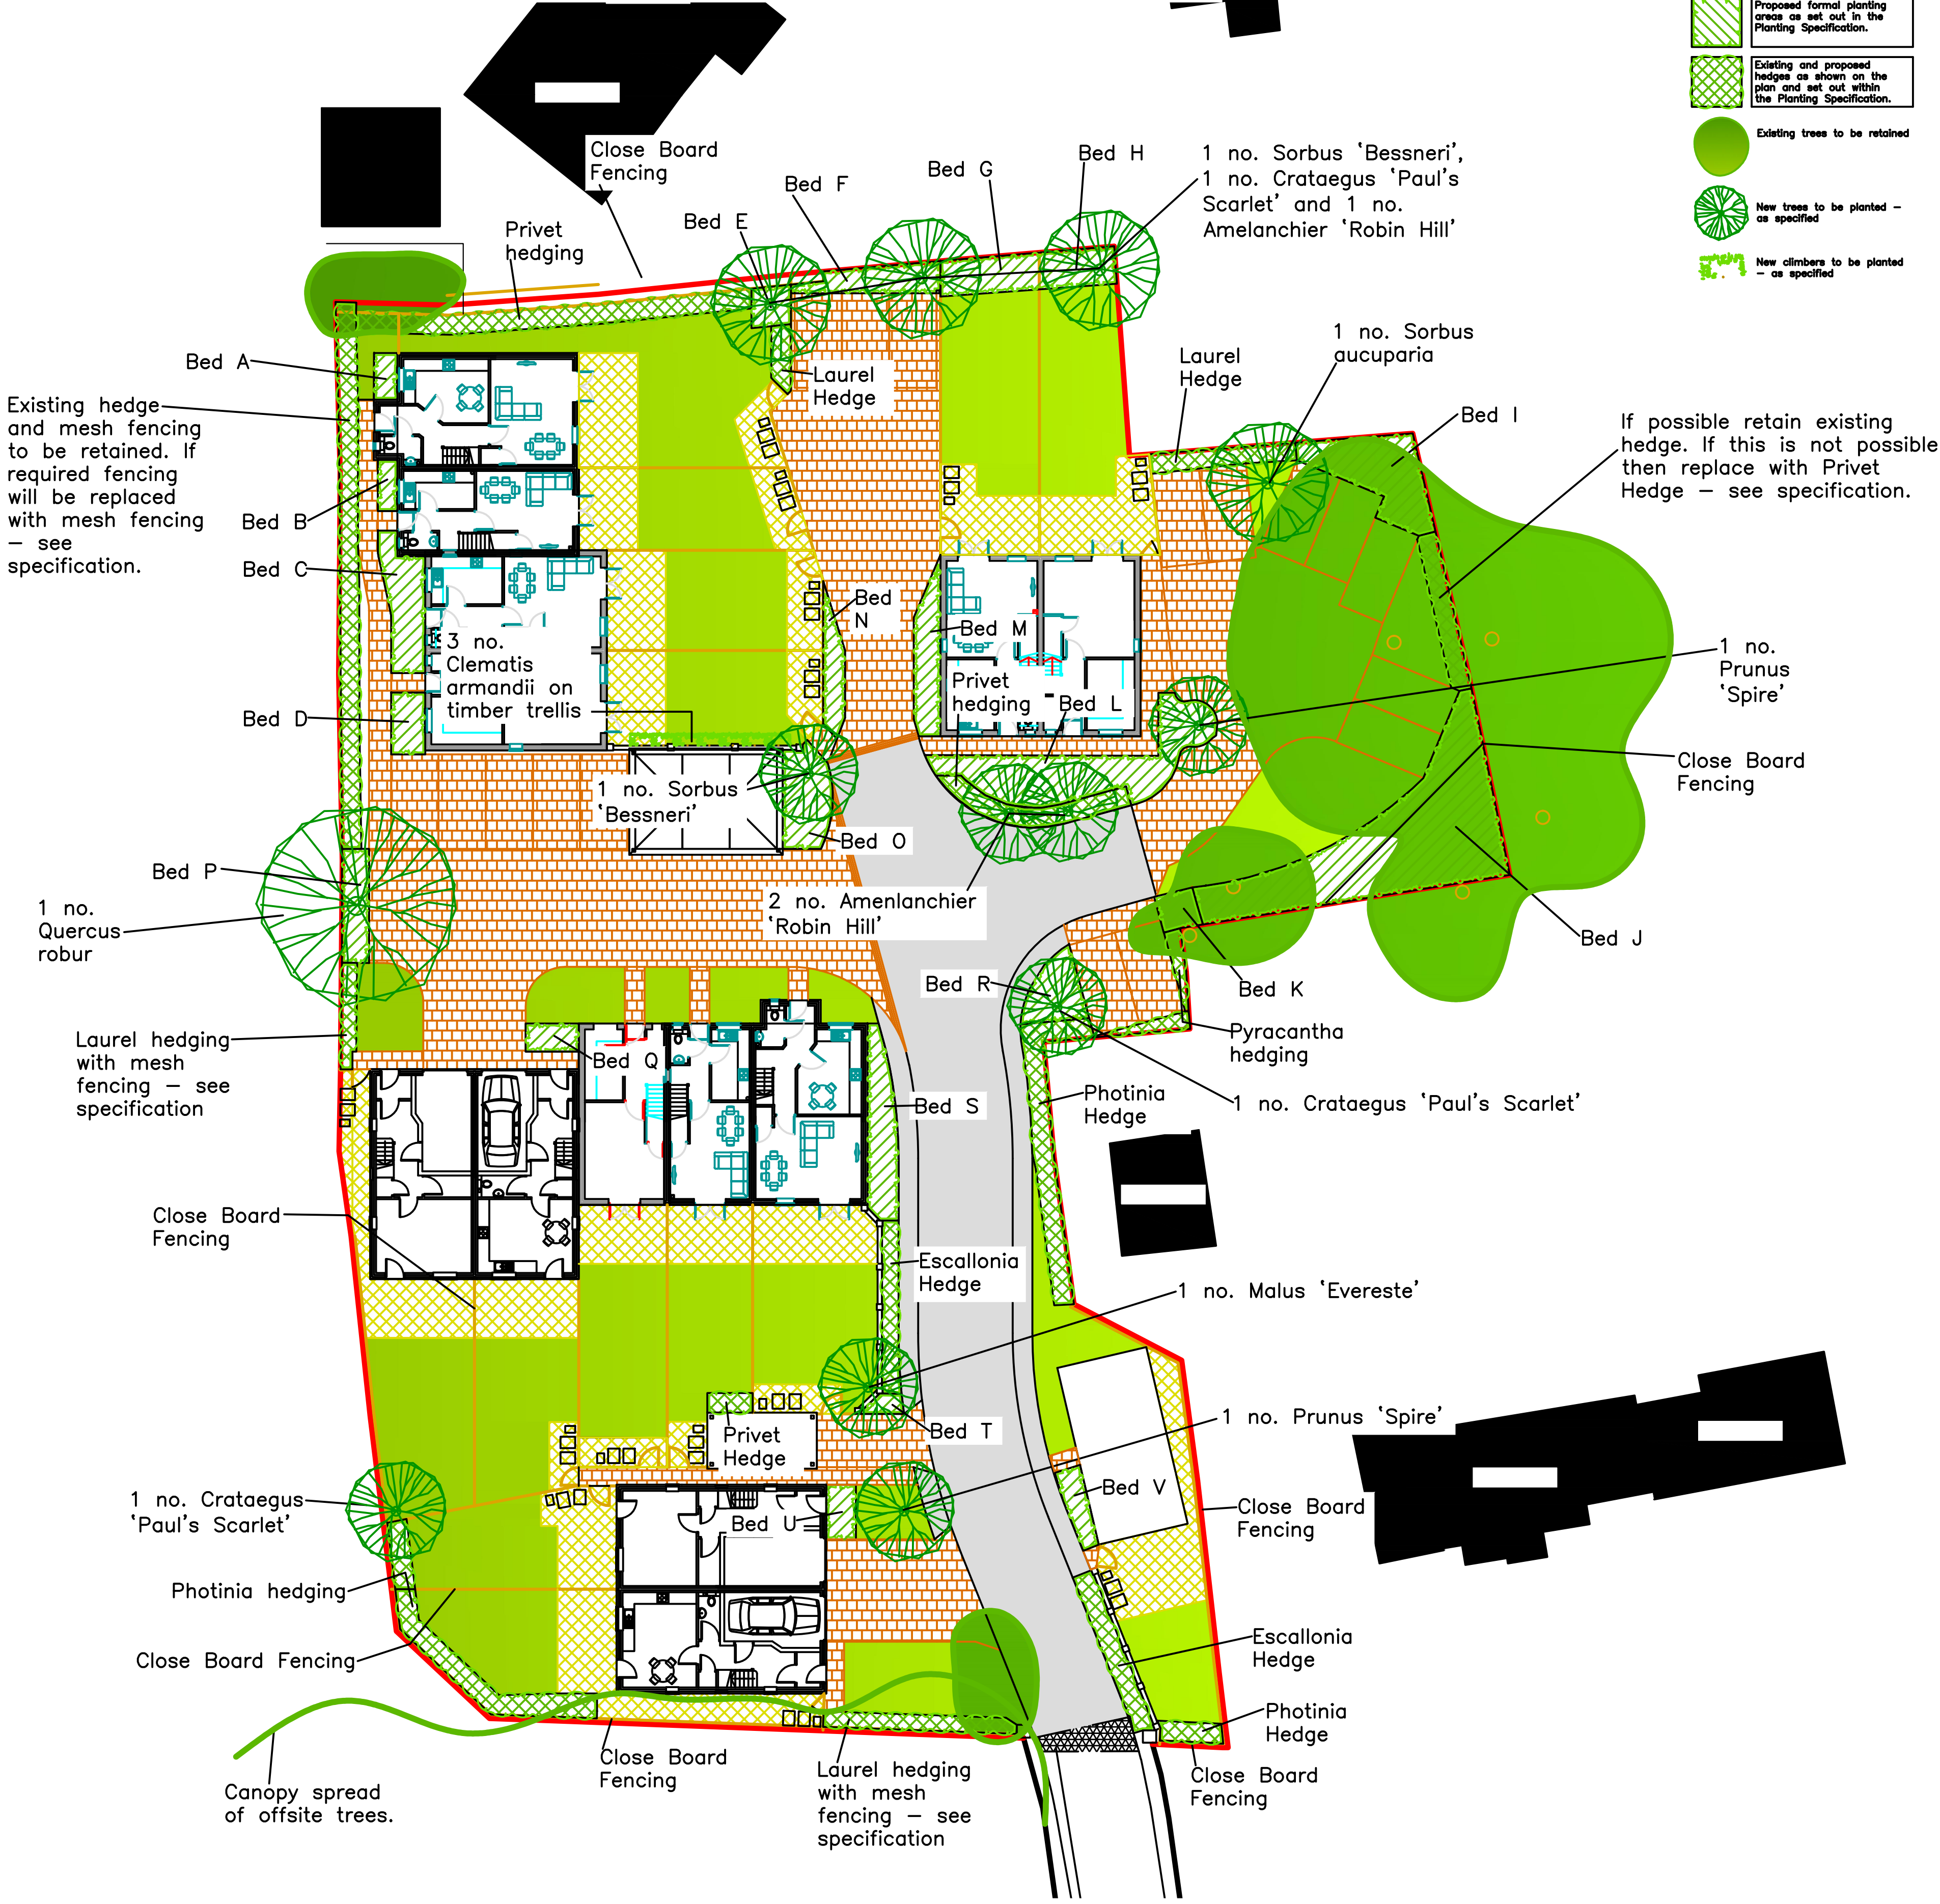 Proposed formal planting
areas as set out in the
Planting Specification.
Existing and proposed
hedges as shown on the
plan and set out within
the Planting Specification.
Existing trees to be retained
New trees to be planted –
as specified
New climbers to be planted
– as specified
Close Board
Fencing
Privet
hedging
Bed E
Bed F
Bed G
Bed H
1 no. Sorbus ‘Bessneri’,
1 no. Crataegus ‘Paul’s
Scarlet’ and 1 no.
Amelanchier ‘Robin Hill’
Bed A
Existing hedge
and mesh fencing
to be retained. If
required fencing
will be replaced
with mesh fencing
– see
specification.
Laurel
Hedge
Laurel
Hedge
1 no. Sorbus
aucuparia
Bed I
If possible retain existing
hedge. If this is not possible
then replace with Privet
Hedge – see specification.
Bed B
Bed C
Bed D
3 no.
Clematis
armandii on
timber trellis
Bed
N
Bed M
Privet
hedging
Bed L
1 no.
Prunus
‘Spire’
Close Board
Fencing
1 no. Sorbus
‘Bessneri’
Bed O
Bed P
1 no.
Quercus
robur
2 no. Amenlanchier
‘Robin Hill’
Bed J
Bed R
Bed K
Pyracantha
hedging
Laurel hedging
with mesh
fencing – see
specification
Bed Q
Bed S
Photinia
Hedge
1 no. Crataegus ‘Paul’s Scarlet’
Close Board
Fencing
Escallonia
Hedge
1 no. Malus ‘Evereste’
Privet
Hedge
Bed T
1 no. Prunus ‘Spire’
1 no. Crataegus
‘Paul’s Scarlet’
Bed U
Bed V
Close Board
Fencing
Photinia hedging
Close Board Fencing
Escallonia
Hedge
Photinia
Hedge
Close Board
Fencing
Canopy spread
of offsite trees.
Close Board
Fencing
Laurel hedging
with mesh
fencing – see
specification